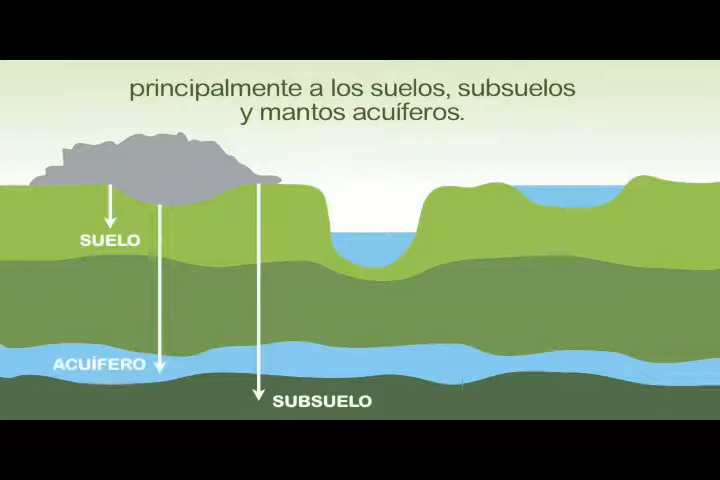 principalmente a los suelos, subsuelos
y mantos acuíferos.
SUELO
ACUÍFERO
SUBSUELO